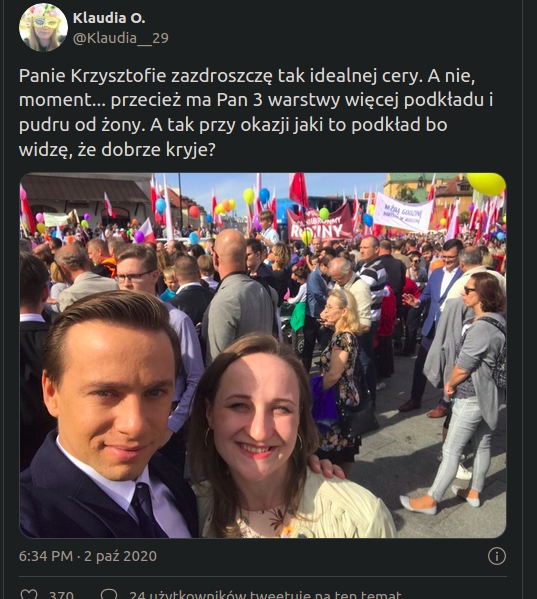 Klaudia O.
@Klaudia__29
Panie Krzysztofie zazdroszczę tak idealnej cery. A nie,
moment... przecież ma Pan 3 warstwy więcej podkładu i
pudru od żony. A tak przy okazji jaki to podkład bo
widzę, że dobrze kryje?
RODZINY
6:34 PM · 2 paź 2020
370
24 użytkowników tweetuje na ten temat